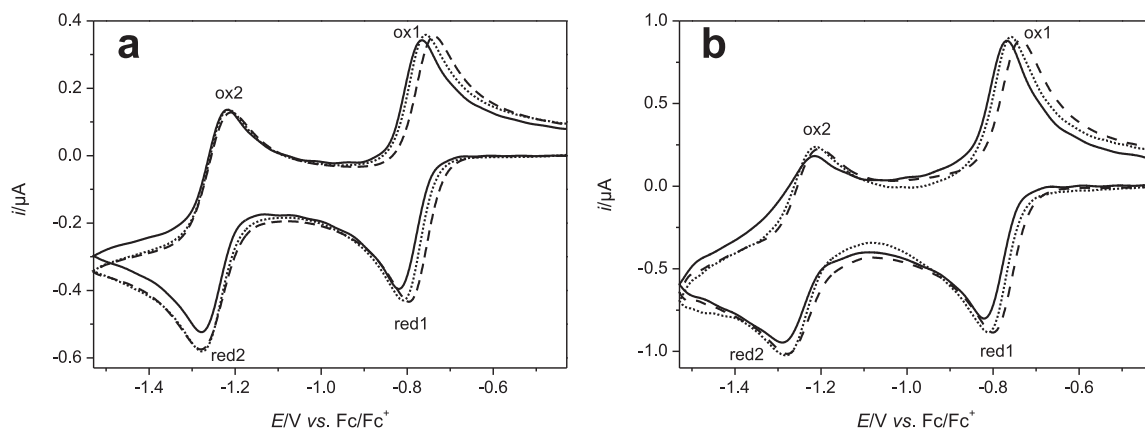 a
ox1
ox2
red1
red2
0.4
0.2
0.0
-0.2
-0.4
-0.6
i/µA
-1.4 -1.2 -1.0 -0.8 -0.6
E/V vs. Fc/Fc⁺
b
ox1
ox2
red1
red2
1.0
0.5
0.0
-0.5
-1.0
i/µA
-1.4 -1.2 -1.0 -0.8 -0.6
E/V vs. Fc/Fc⁺